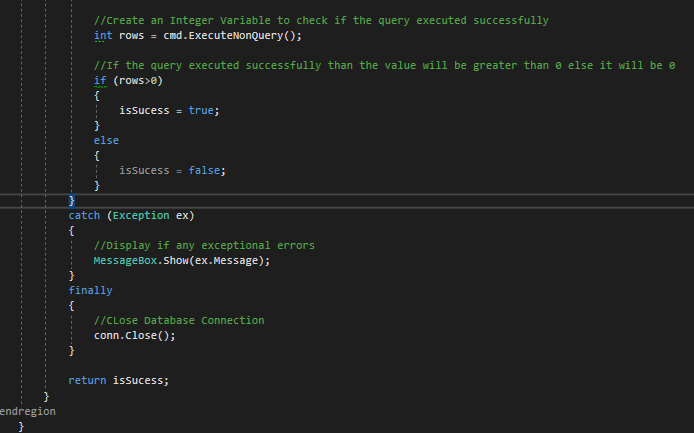 //Create an Integer Variable to check if the query executed successfully
int rows = cmd.ExecuteNonQuery();
//If the query executed successfully than the value will be greater than 0 else it will be 0
if (rows>0)
{
isSucess = true;
}
else
{
isSucess = false;
}
}
catch (Exception ex)
{
//Display if any exceptional errors
MessageBox.Show(ex.Message);
}
finally
{
//CLose Database Connection
conn.Close();
}
return isSucess;
}
endregion
}